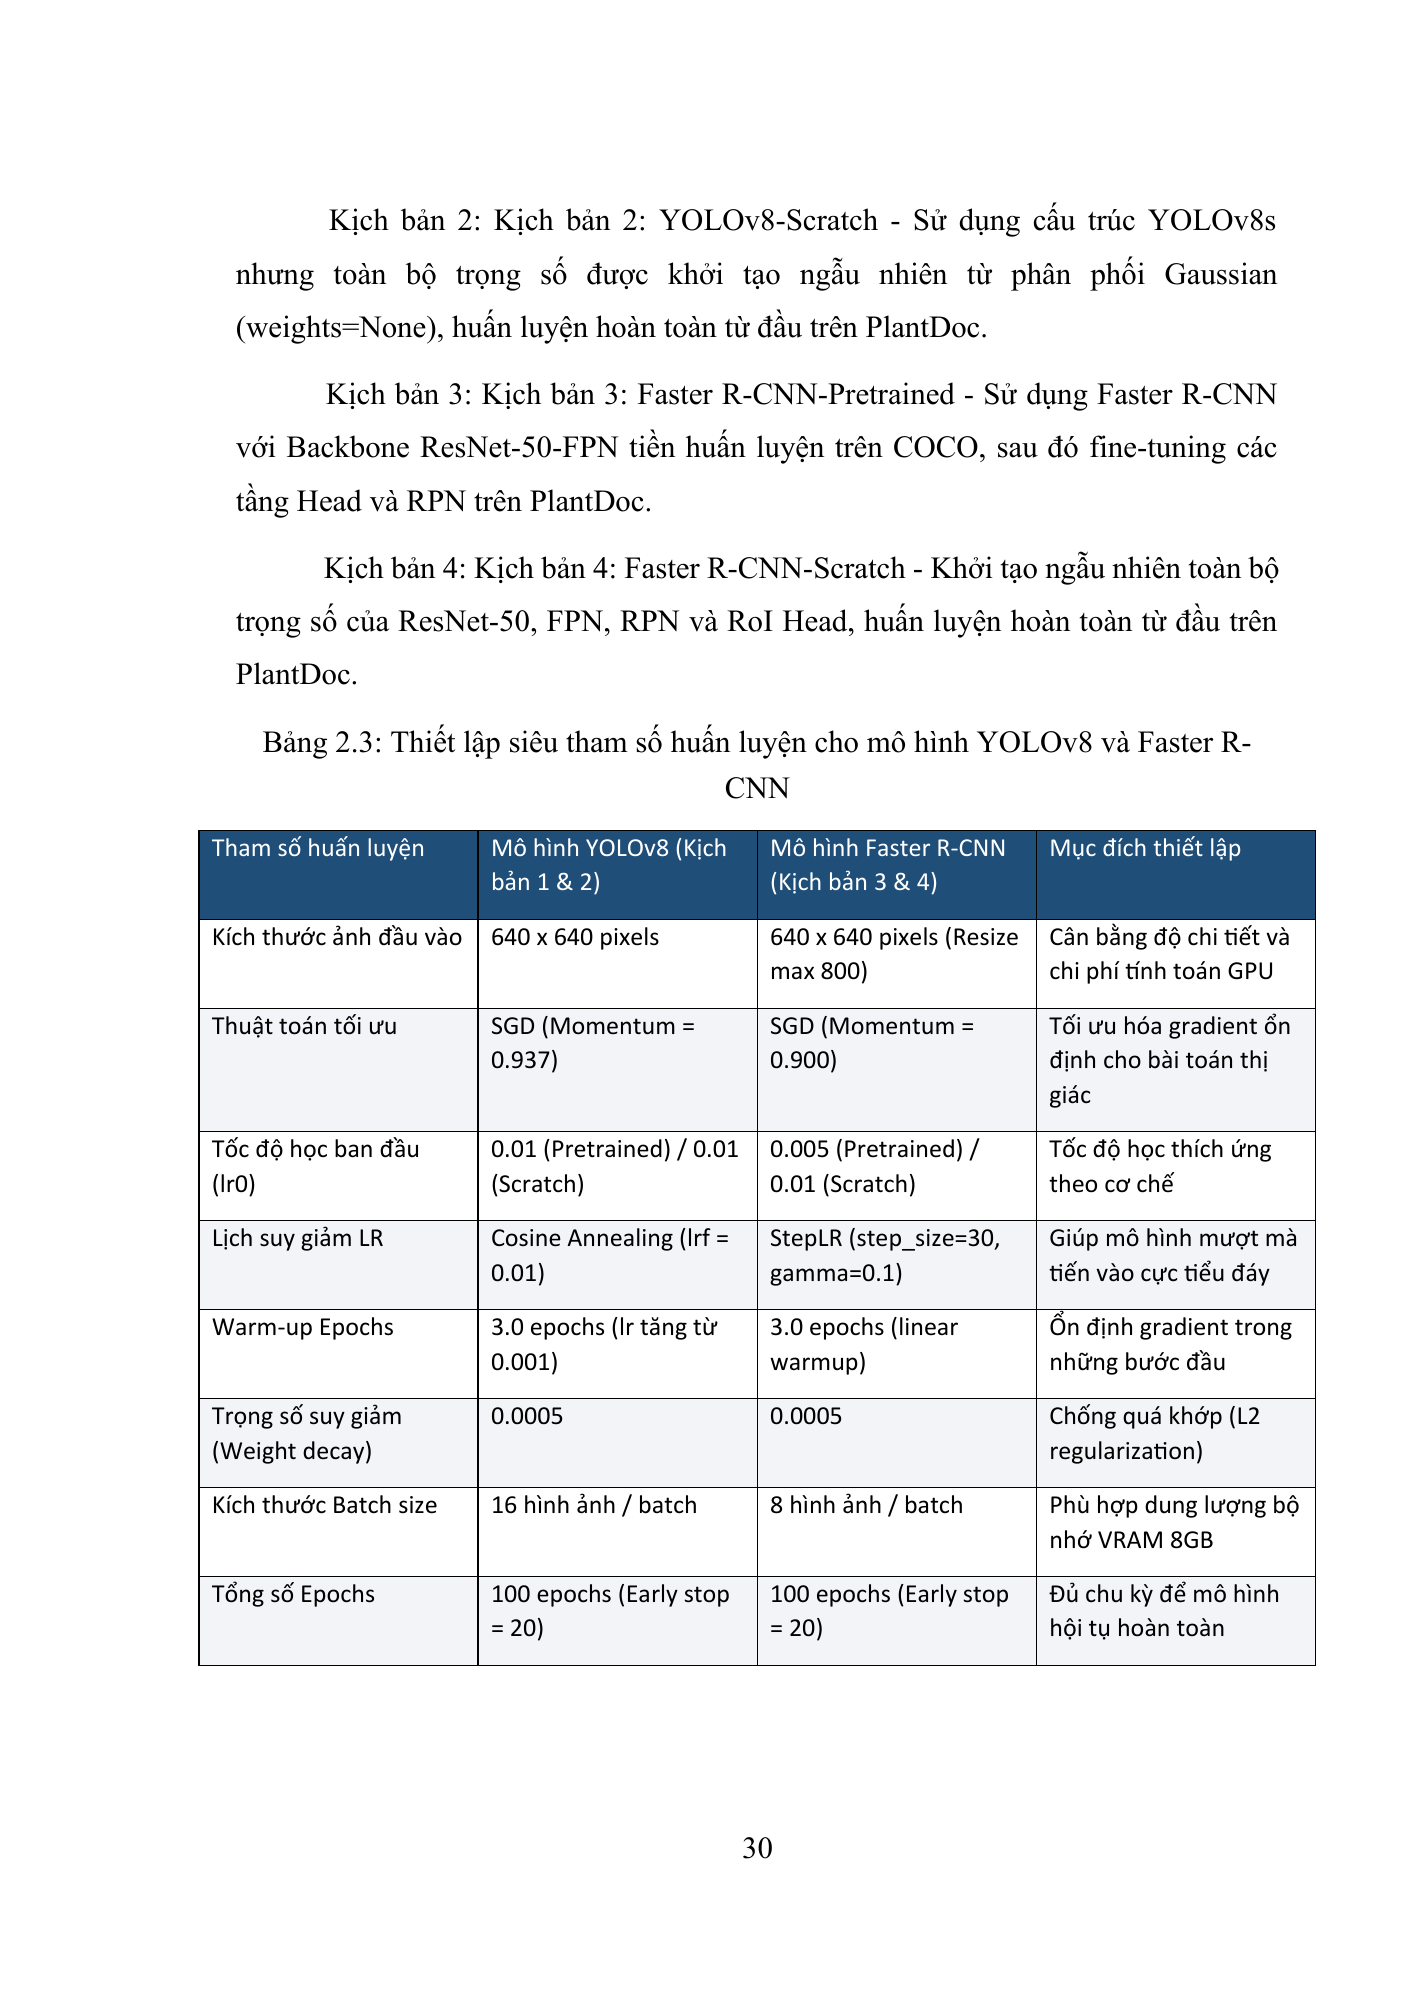 Kịch bản 2: Kịch bản 2: YOLOv8-Scratch - Sử dụng cấu trúc YOLOv8s
nhưng toàn bộ trọng số được khởi tạo ngẫu nhiên từ phân phối Gaussian
(weights=None), huấn luyện hoàn toàn từ đầu trên PlantDoc.
Kịch bản 3: Kịch bản 3: Faster R-CNN-Pretrained - Sử dụng Faster R-CNN
với Backbone ResNet-50-FPN tiền huấn luyện trên COCO, sau đó fine-tuning các
tầng Head và RPN trên PlantDoc.
Kịch bản 4: Kịch bản 4: Faster R-CNN-Scratch - Khởi tạo ngẫu nhiên toàn bộ
trọng số của ResNet-50, FPN, RPN và RoI Head, huấn luyện hoàn toàn từ đầu trên
PlantDoc.
Bảng 2.3: Thiết lập siêu tham số huấn luyện cho mô hình YOLOv8 và Faster R-
CNN
Tham số huấn luyện
Mô hình YOLOv8 (Kịch
bản 1 & 2)
Mô hình Faster R-CNN
(Kịch bản 3 & 4)
Mục đích thiết lập
Kích thước ảnh đầu vào
640 x 640 pixels
640 x 640 pixels (Resize
max 800)
Cân bằng độ chi tiết và
chi phí tính toán GPU
Thuật toán tối ưu
SGD (Momentum =
0.937)
SGD (Momentum =
0.900)
Tối ưu hóa gradient ổn
định cho bài toán thị
giác
Tốc độ học ban đầu
(lr0)
0.01 (Pretrained) / 0.01
(Scratch)
0.005 (Pretrained) /
0.01 (Scratch)
Tốc độ học thích ứng
theo cơ chế
Lịch suy giảm LR
Cosine Annealing (lrf =
0.01)
StepLR (step_size=30,
gamma=0.1)
Giúp mô hình mượt mà
tiến vào cực tiểu đáy
Warm-up Epochs
3.0 epochs (lr tăng từ
0.001)
3.0 epochs (linear
warmup)
Ổn định gradient trong
những bước đầu
Trọng số suy giảm
(Weight decay)
0.0005
0.0005
Chống quá khớp (L2
regularization)
Kích thước Batch size
16 hình ảnh / batch
8 hình ảnh / batch
Phù hợp dung lượng bộ
nhớ VRAM 8GB
Tổng số Epochs
100 epochs (Early stop
= 20)
100 epochs (Early stop
= 20)
Đủ chu kỳ để mô hình
hội tụ hoàn toàn
30